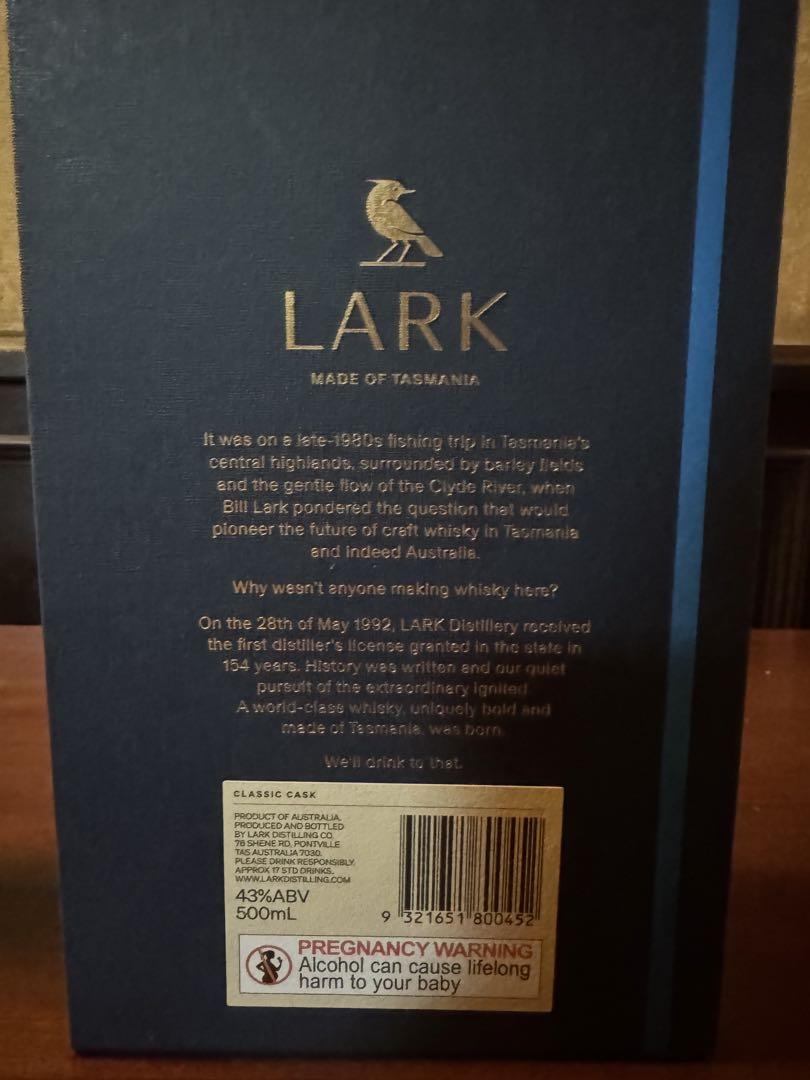 LARK
MADE OF TASMANIA
It was on a late-1980s fishing trip in Tasmania's
central highlands, surrounded by barley fields
and the gentle flow of the Clyde River, when
Bill Lark pondered the question that would
pioneer the future of craft whisky in Tasmania
and indeed Australia.
Why wasn't anyone making whisky here?
On the 28th of May 1992, LARK Distillery received
the first distiller's license granted in the state in
154 years. History was written and our quiet
pursuit of the extraordinary ignited.
A world-class whisky, uniquely bold and
made of Tasmania, was born.
We'll drink to that.
CLASSIC CASK
PRODUCT OF AUSTRALIA.
PRODUCED AND BOTTLED
BY LARK DISTILLING CO.
76 SHENE RD, PONTVILLE
TAS AUSTRALIA 7030.
PLEASE DRINK RESPONSIBLY.
APPROX 17 STD DRINKS.
WWW.LARKDISTILLING.COM
43%ABV
500mL
9 321651 800452
PREGNANCY WARNING
Alcohol can cause lifelong
harm to your baby